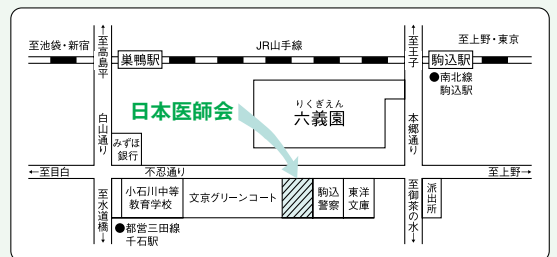 至池袋・新宿
←至高島平
巣鴨駅
JR山手線
←至王子
至上野・東京
駒込駅
●南北線
駒込駅
日本医師会
りくぎえん
六義園
白山通り
本郷通り
みずほ
銀行
←至目白
不忍通り
至上野→
至水道橋→
小石川中等
教育学校
文京グリーンコート
駒込
警察
東洋
文庫
至御茶の水→
派出所
●都営三田線
千石駅